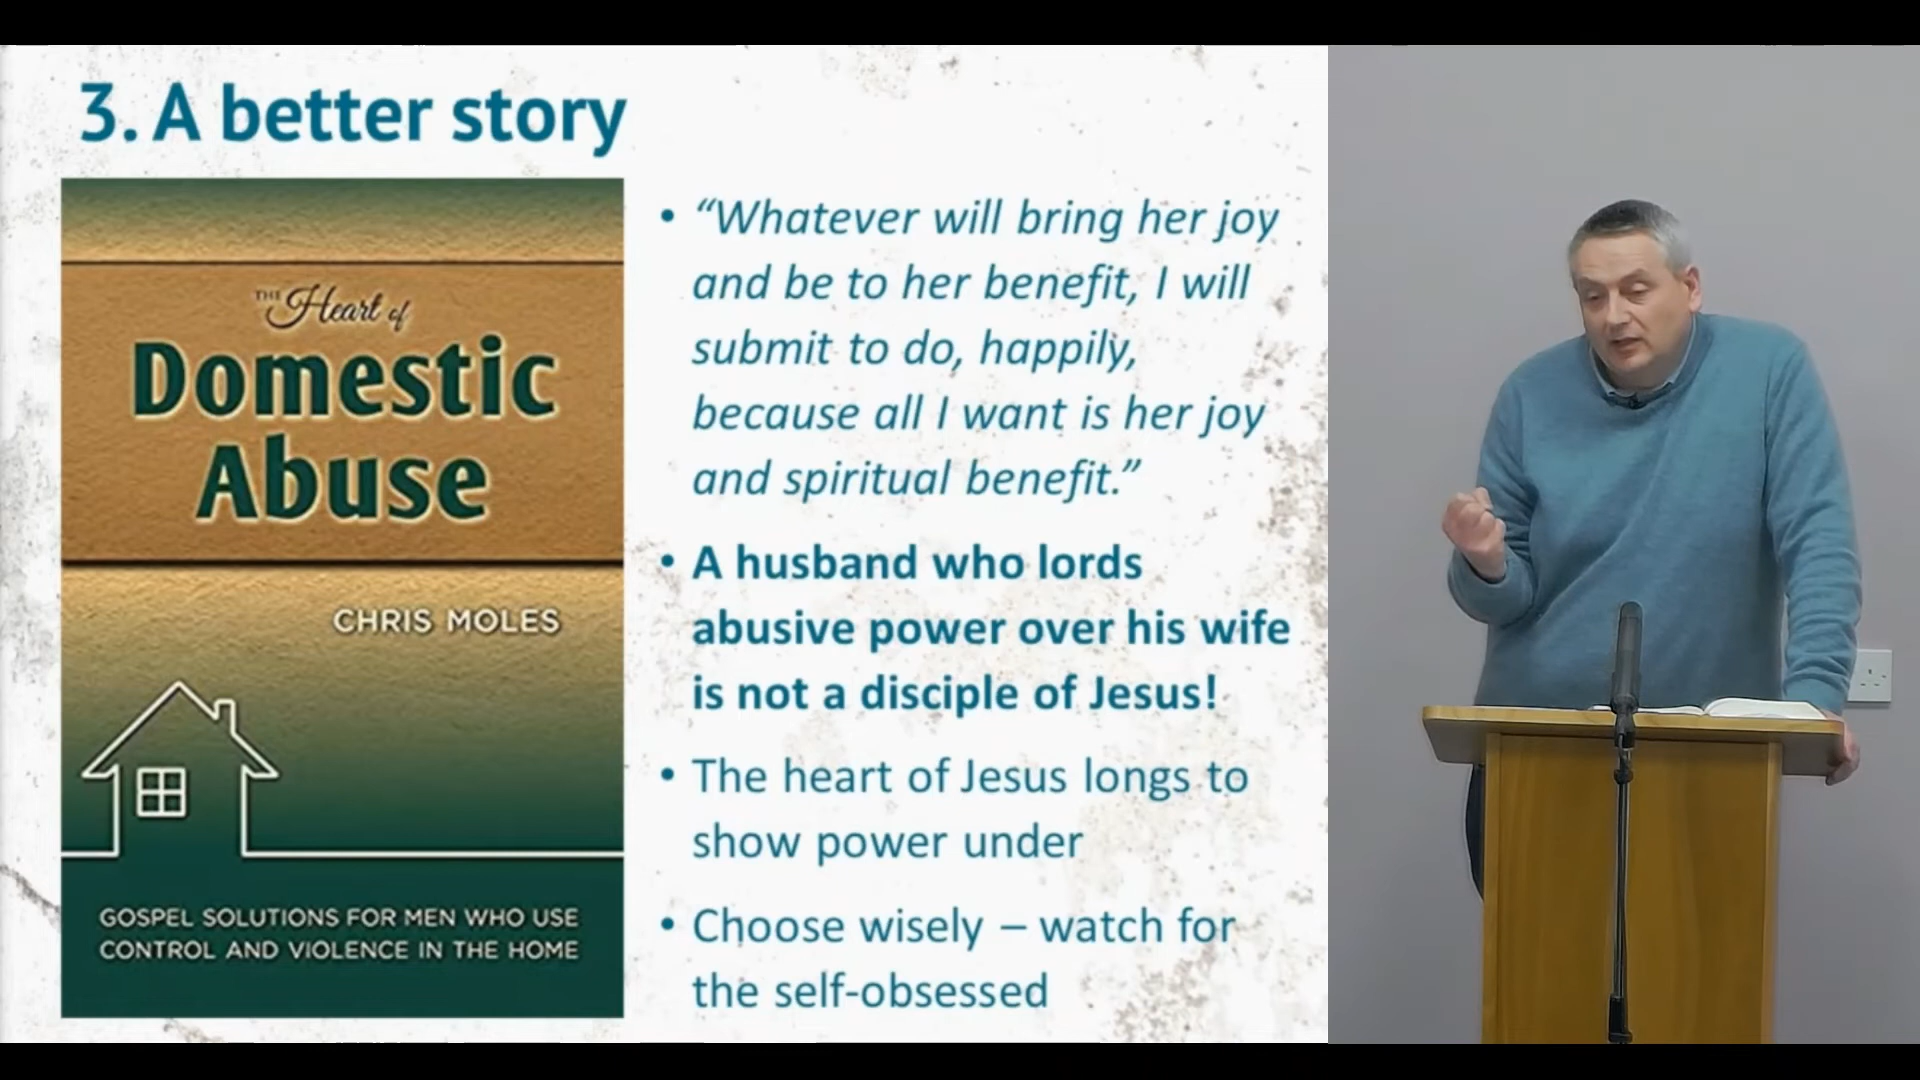 3. A better story
THE Heart of
Domestic
Abuse
CHRIS MOLES
GOSPEL SOLUTIONS FOR MEN WHO USE
CONTROL AND VIOLENCE IN THE HOME
• “Whatever will bring her joy
and be to her benefit, I will
submit to do, happily,
because all I want is her joy
and spiritual benefit.”
• A husband who lords
abusive power over his wife
is not a disciple of Jesus!
• The heart of Jesus longs to
show power under
• Choose wisely – watch for
the self-obsessed